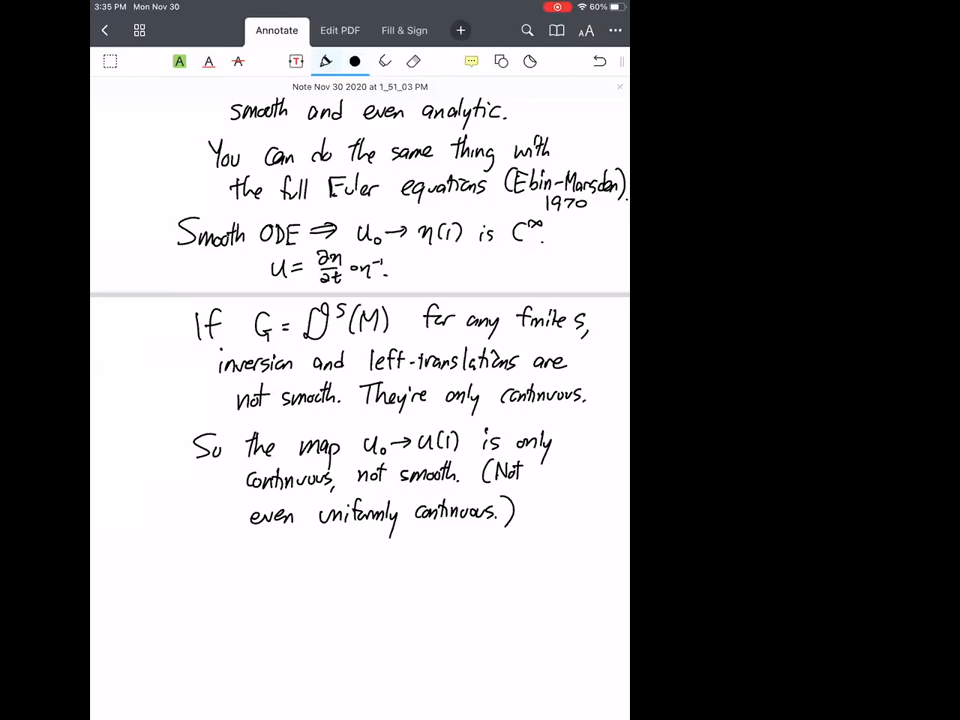 3:35 PM Mon Nov 30
60%
Annotate Edit PDF Fill & Sign
AA
A A A T
Note Nov 30 2020 at 1_51_03 PM
smooth and even analytic.
You can do the same thing with
the full Euler equations (Ebin-Marsden).
1970
Smooth ODE ⇒ u₀ → η(1) is C^∞.
u = ∂η/∂t ∘ η⁻¹.
If G = 𝒟^s(M) for any finite s,
inversion and left-translations are
not smooth. They're only continuous.
So the map u₀ → u(1) is only
continuous, not smooth. (Not
even uniformly continuous.)